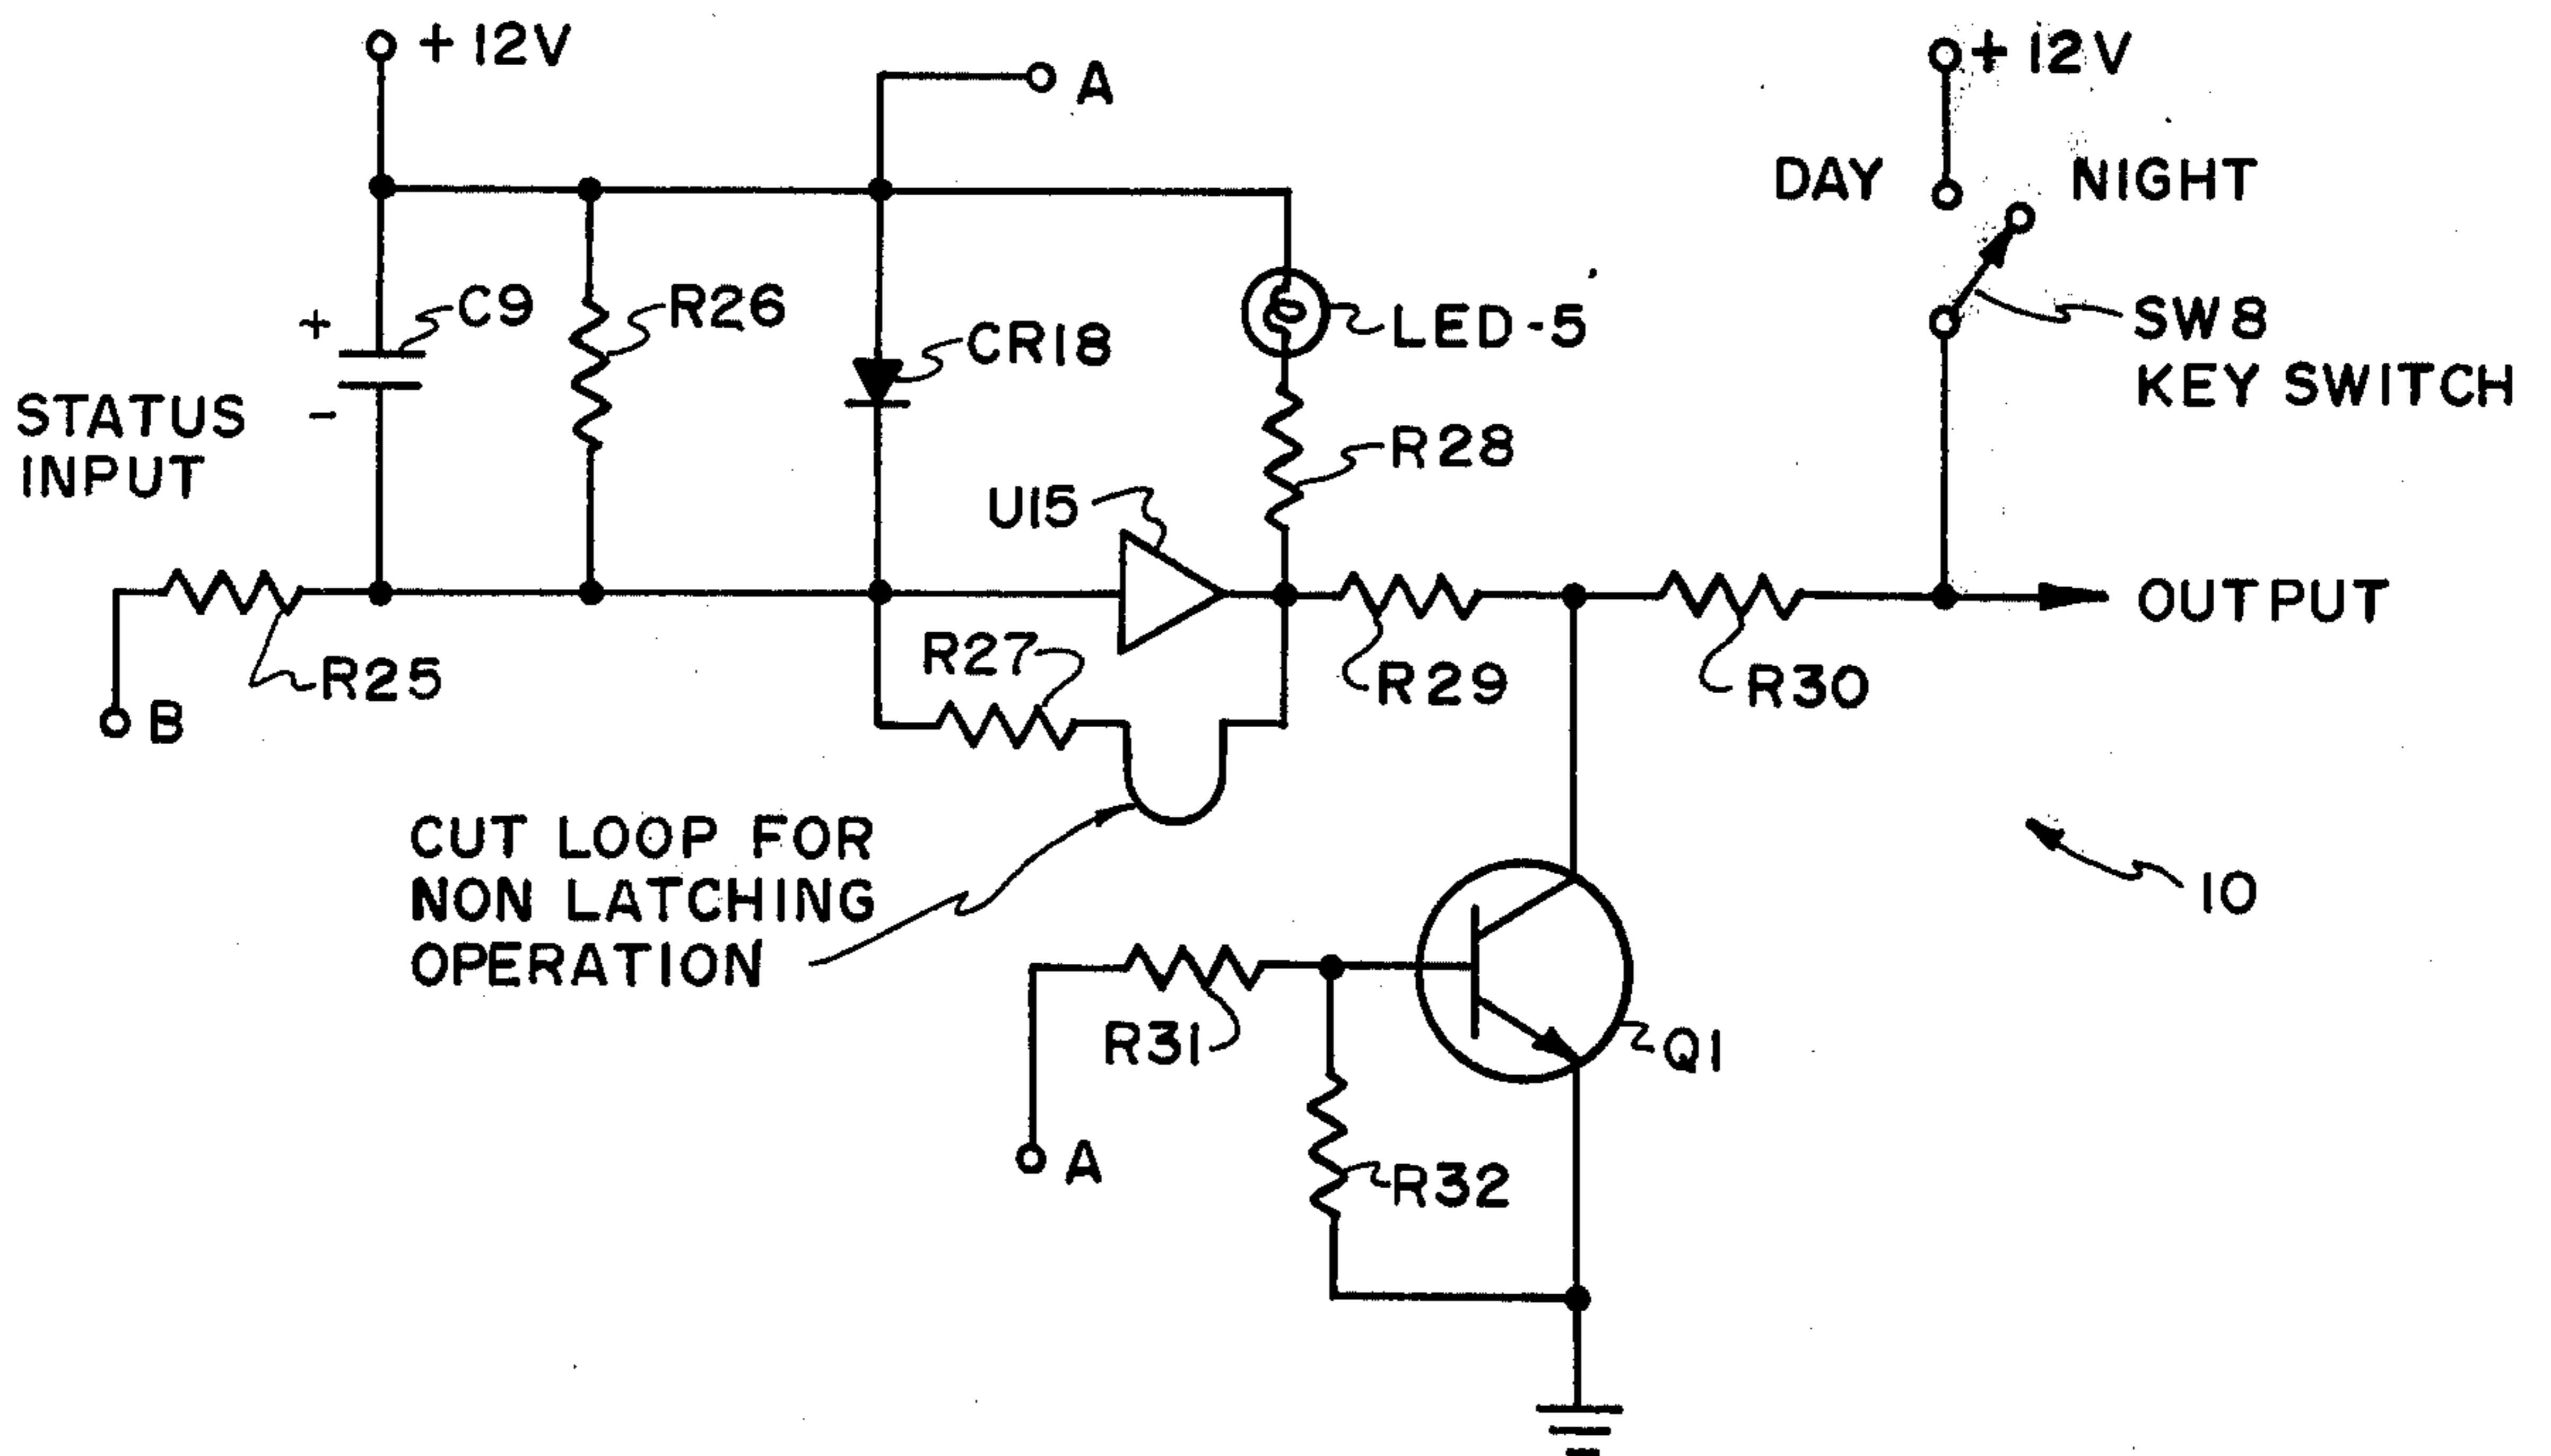 + 12V
A
+ 12V
DAY
NIGHT
+
C9
R26
CR18
LED-5
SW8
KEY SWITCH
-
STATUS
INPUT
R28
U15
OUTPUT
R25
B
R27
R29
R30
CUT LOOP FOR
NON LATCHING
OPERATION
10
R31
Q1
A
R32